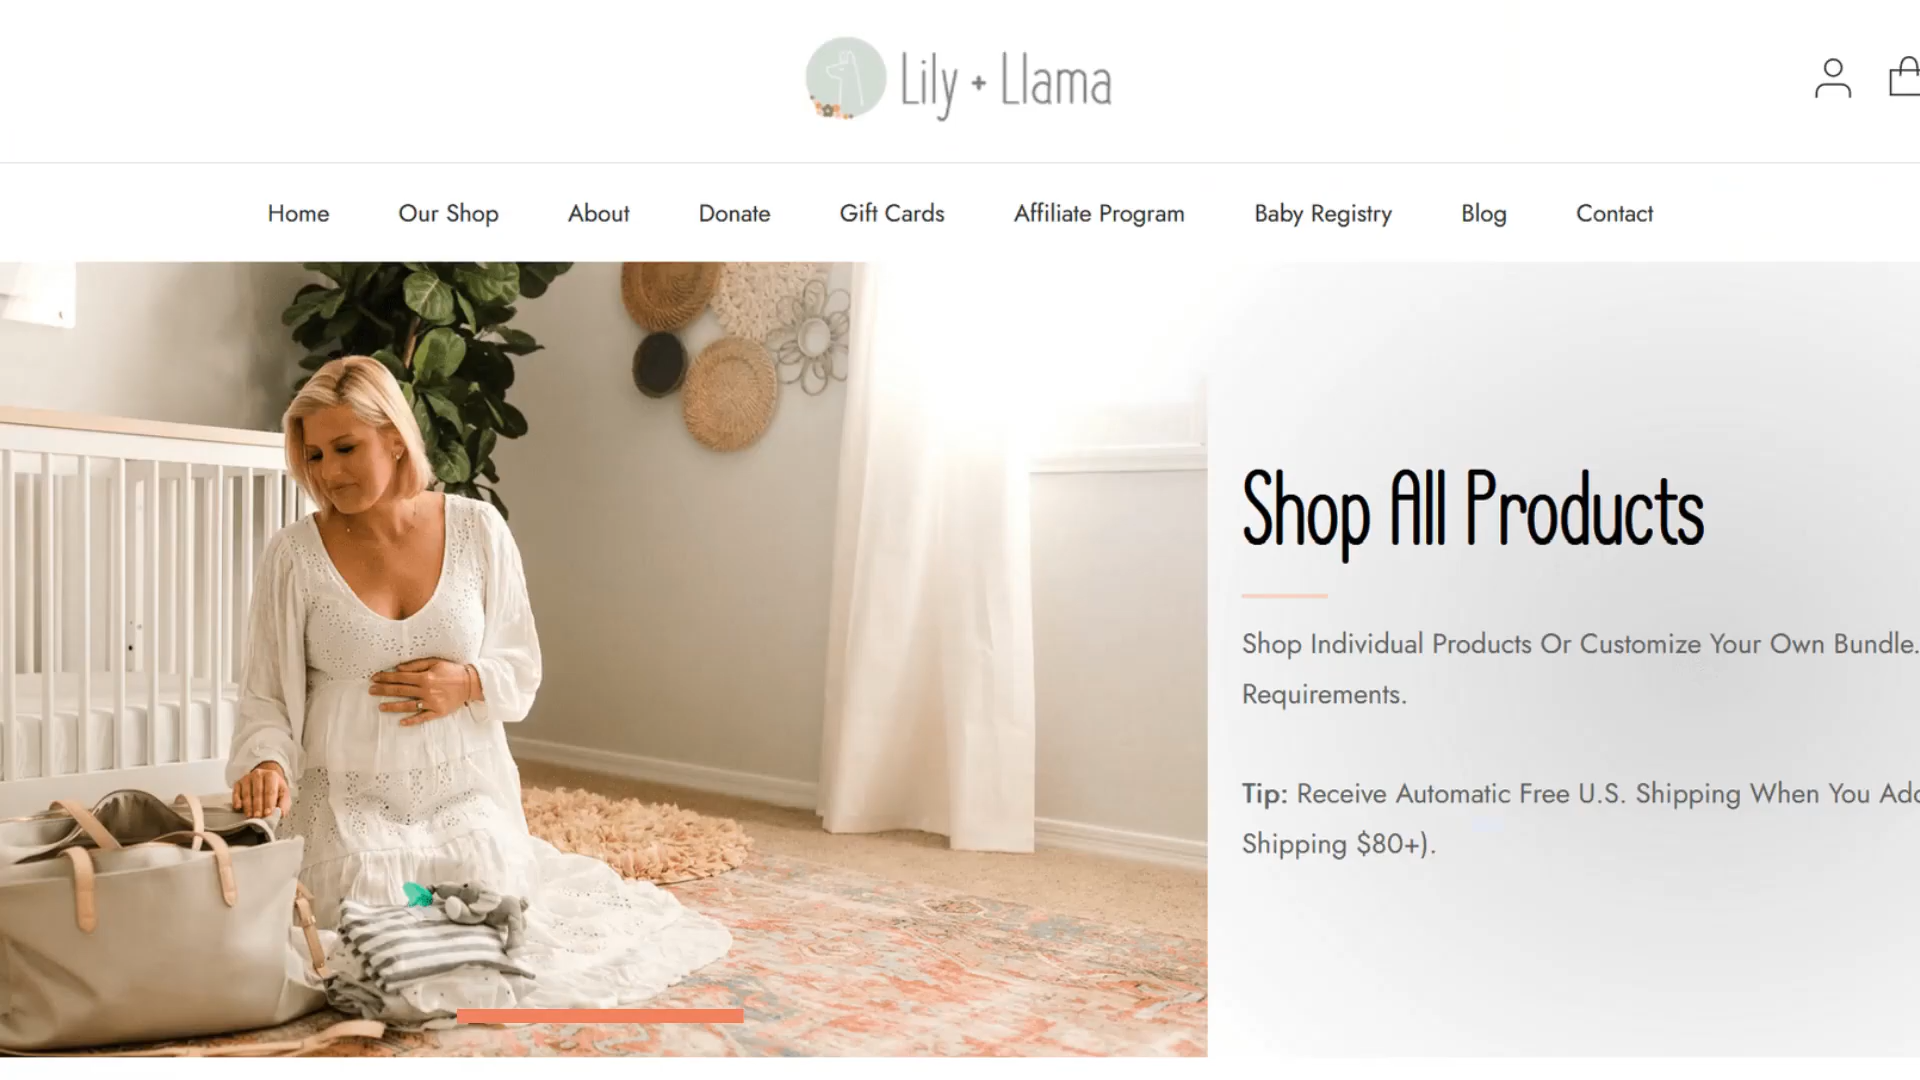 Lily + Llama
Home Our Shop About Donate Gift Cards Affiliate Program Baby Registry Blog Contact
Shop All Products
Shop Individual Products Or Customize Your Own Bundle.
Requirements.
Tip: Receive Automatic Free U.S. Shipping When You
Shipping $80+).